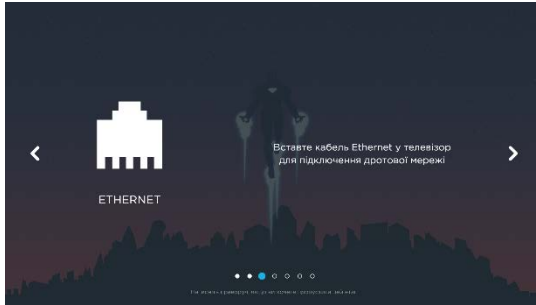 Вставте кабель Ethernet у телевізор
для підключення дротової мережі
ETHERNET